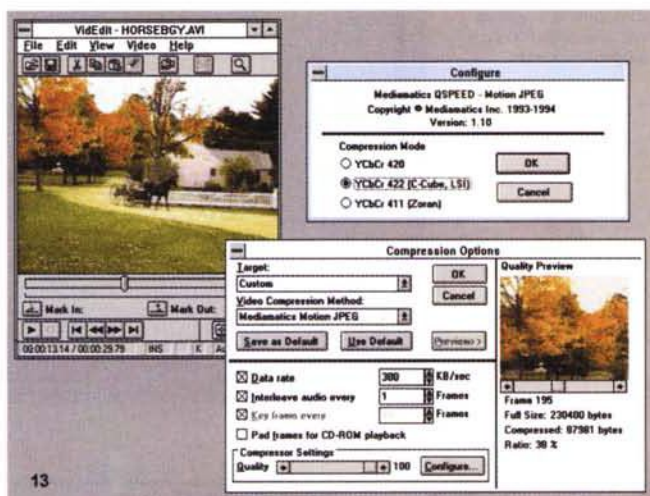 VidEdit - HORSEBGY.AVI
File Edit View Video Help
Mark In: Mark Out:
00:00:13.14 / 00:00:29.79 INS K
Configure
Mediamatics QSPEED - Motion JPEG
Copyright © Mediamatics Inc. 1993-1994
Version: 1.10
Compression Mode
YCbCr 420
YCbCr 422 (C-Cube, LSI)
YCbCr 411 (Zoran)
OK
Cancel
Compression Options
Target:
Custom
Video Compression Method:
Mediamatics Motion JPEG
OK
Cancel
Save as Default Use Default Preview >
Data rate 300 KB/sec
Interleave audio every 1 Frames
Key frame every Frames
Pad frames for CD-ROM playback
Compressor Settings
Quality 100 Configure...
Quality Preview
Frame 195
Full Size: 230400 bytes
Compressed: 87981 bytes
Ratio: 38 %
13